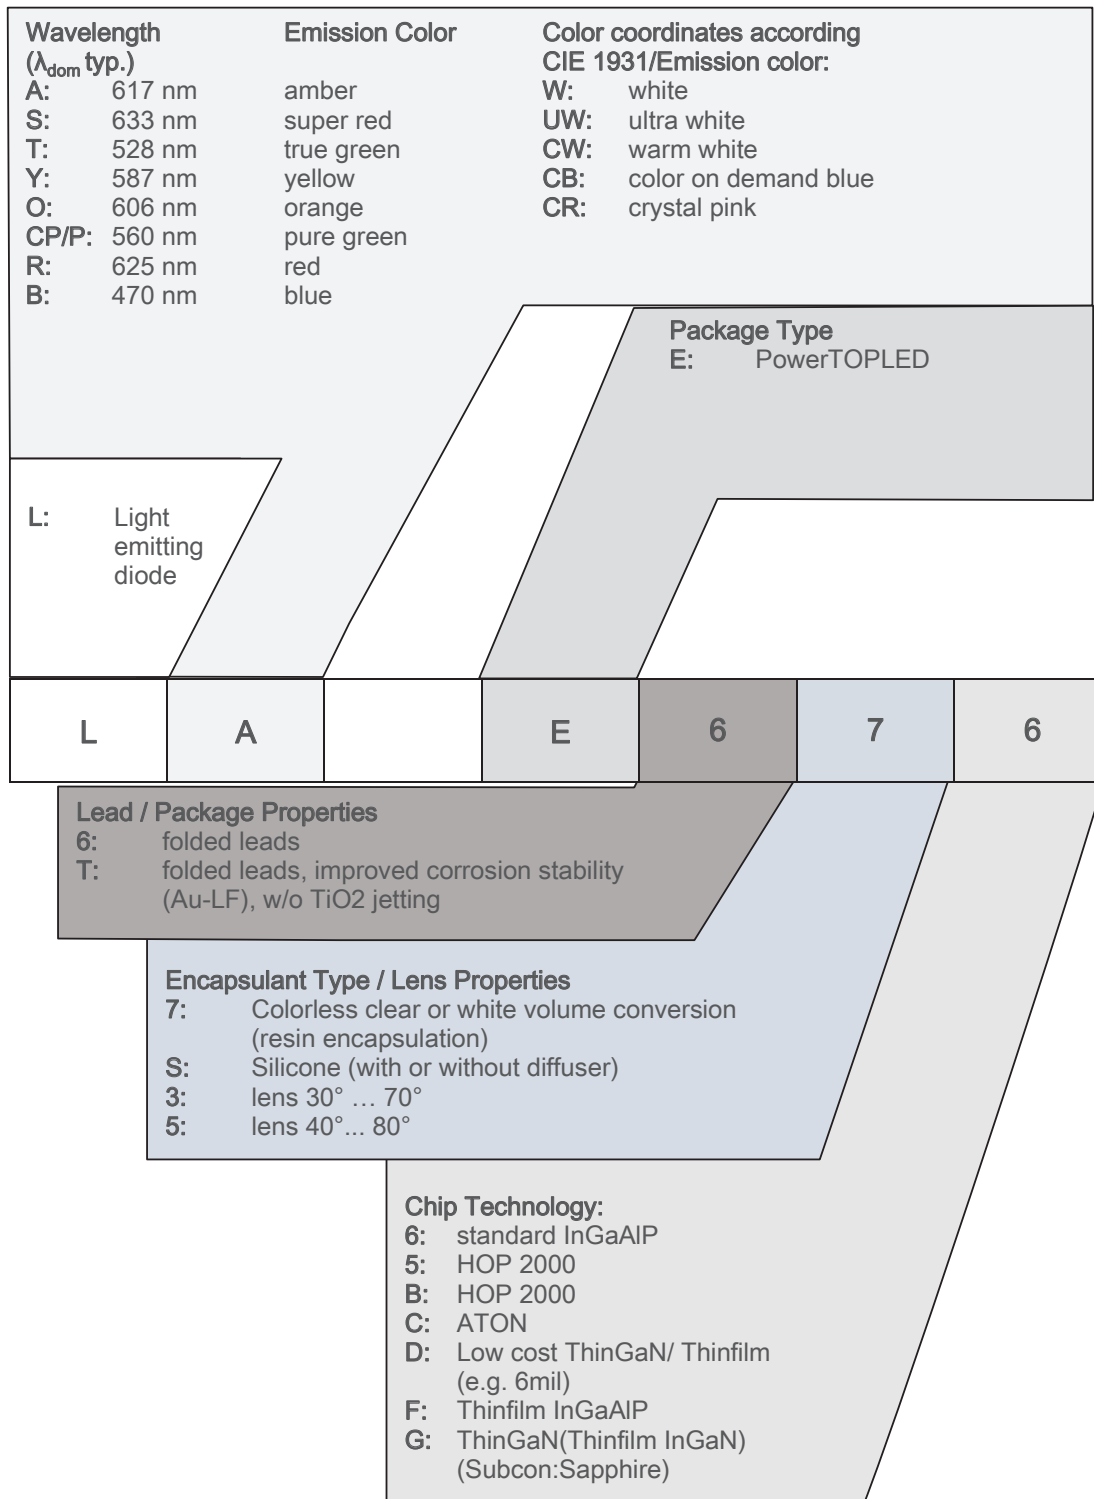 Wavelength Emission Color Color coordinates according
(λdom typ.) CIE 1931/Emission color:
A: 617 nm amber W: white
S: 633 nm super red UW: ultra white
T: 528 nm true green CW: warm white
Y: 587 nm yellow CB: color on demand blue
O: 606 nm orange CR: crystal pink
CP/P: 560 nm pure green
R: 625 nm red
B: 470 nm blue
Package Type
E: PowerTOPLED
L: Light
emitting
diode
L A E 6 7 6
Lead / Package Properties
6: folded leads
T: folded leads, improved corrosion stability
(Au-LF), w/o TiO2 jetting
Encapsulant Type / Lens Properties
7: Colorless clear or white volume conversion
(resin encapsulation)
S: Silicone (with or without diffuser)
3: lens 30° … 70°
5: lens 40°... 80°
Chip Technology:
6: standard InGaAlP
5: HOP 2000
B: HOP 2000
C: ATON
D: Low cost ThinGaN/ Thinfilm
(e.g. 6mil)
F: Thinfilm InGaAlP
G: ThinGaN(Thinfilm InGaN)
(Subcon:Sapphire)